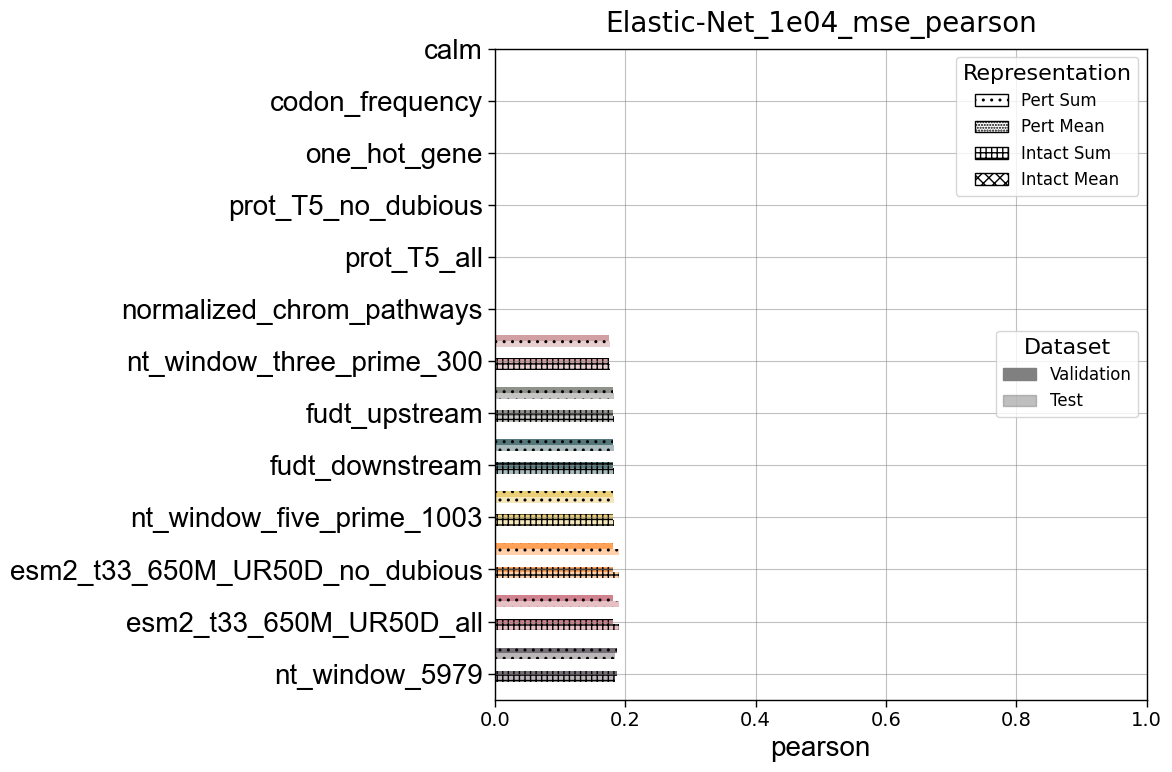 Elastic-Net_1e04_mse_pearson
calm
codon_frequency
one_hot_gene
prot_T5_no_dubious
prot_T5_all
normalized_chrom_pathways
nt_window_three_prime_300
fudt_upstream
fudt_downstream
nt_window_five_prime_1003
esm2_t33_650M_UR50D_no_dubious
esm2_t33_650M_UR50D_all
nt_window_5979
Representation
Pert Sum
Pert Mean
Intact Sum
Intact Mean
Dataset
Validation
Test
0.0 0.2 0.4 0.6 0.8 1.0
pearson